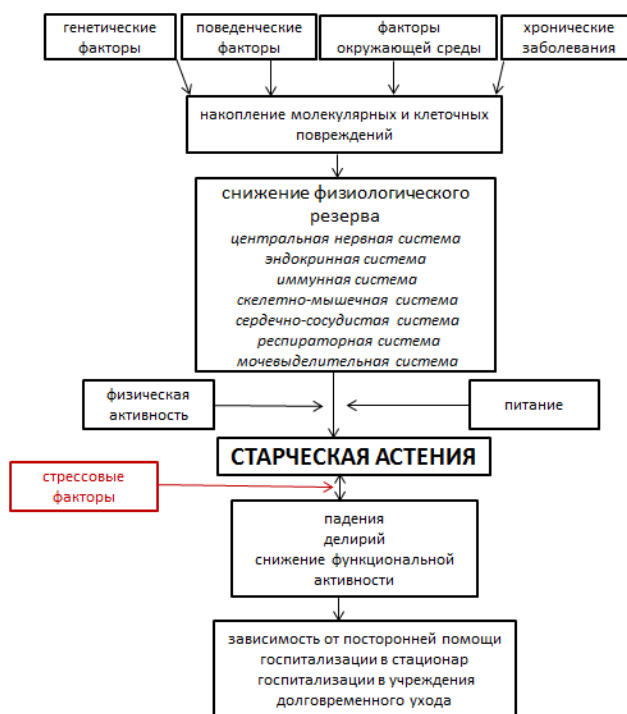 генетические
факторы
поведенческие
факторы
факторы
окружающей среды
хронические
заболевания
накопление молекулярных и клеточных
повреждений
снижение физиологического
резерва
центральная нервная система
эндокринная система
иммунная система
скелетно-мышечная система
сердечно-сосудистая система
респираторная система
мочевыделительная система
физическая
активность
питание
СТАРЧЕСКАЯ АСТЕНИЯ
стрессовые
факторы
падения
делирий
снижение функциональной
активности
зависимость от посторонней помощи
госпитализации в стационар
госпитализации в учреждения
долговременного ухода